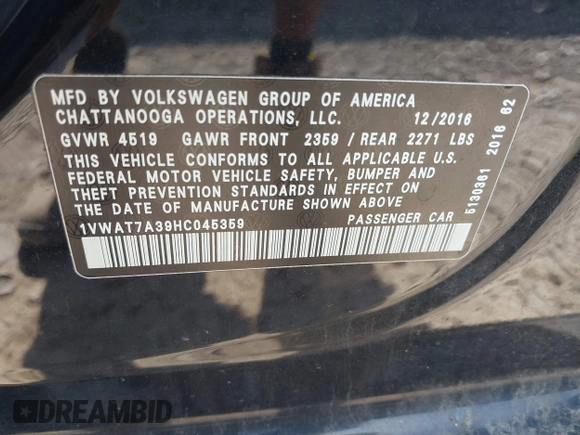 MFD BY VOLKSWAGEN GROUP OF AMERICA
CHATTANOOGA OPERATIONS, LLC. 12/2016
GVWR 4519 GAWR FRONT 2359 / REAR 2271 LBS
THIS VEHICLE CONFORMS TO ALL APPLICABLE U.S.
FEDERAL MOTOR VEHICLE SAFETY, BUMPER AND
THEFT PREVENTION STANDARDS IN EFFECT ON
THE DATE OF MANUFACTURE SHOWN ABOVE
1VWAT7A39HC045359 PASSENGER CAR
5130361 2016 62
DREAMBID